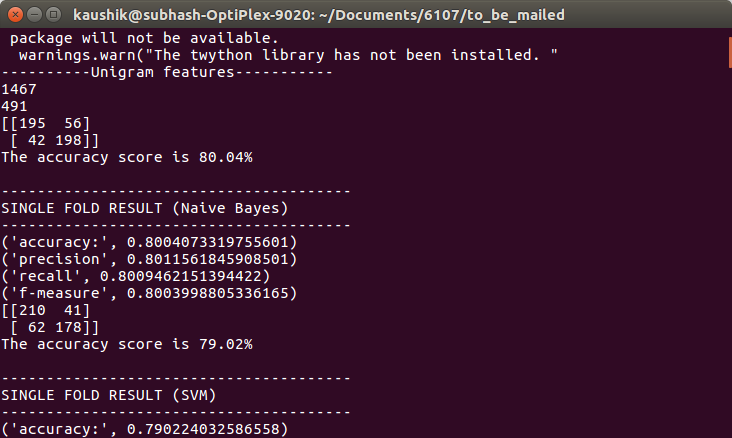 kaushik@subhash-OptiPlex-9020: ~/Documents/6107/to_be_mailed
 package will not be available.
  warnings.warn("The twython library has not been installed. "
----------Unigram features-----------
1467
491
[[195  56]
 [ 42 198]]
The accuracy score is 80.04%

---------------------------------------
SINGLE FOLD RESULT (Naive Bayes)
---------------------------------------
('accuracy:', 0.8004073319755601)
('precision', 0.8011561845908501)
('recall', 0.8009462151394422)
('f-measure', 0.8003998805336165)
[[210  41]
 [ 62 178]]
The accuracy score is 79.02%

---------------------------------------
SINGLE FOLD RESULT (SVM)
---------------------------------------
('accuracy:', 0.790224032586558)